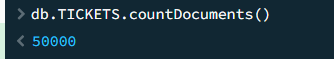 > db.TICKETS.countDocuments()
< 50000